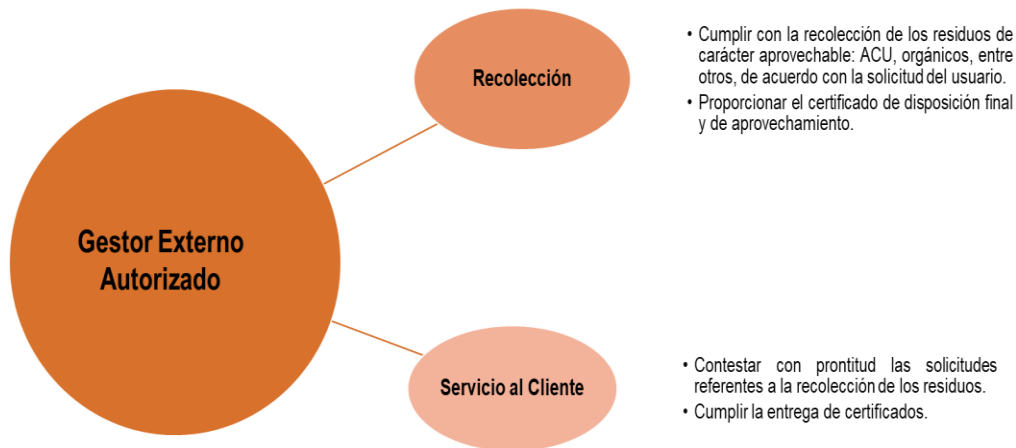 Recolección
• Cumplir con la recolección de los residuos de
carácter aprovechable: ACU, orgánicos, entre
otros, de acuerdo con la solicitud del usuario.
• Proporcionar el certificado de disposición final
y de aprovechamiento.
Gestor Externo
Autorizado
Servicio al Cliente
• Contestar con prontitud las solicitudes
referentes a la recolección de los residuos.
• Cumplir la entrega de certificados.